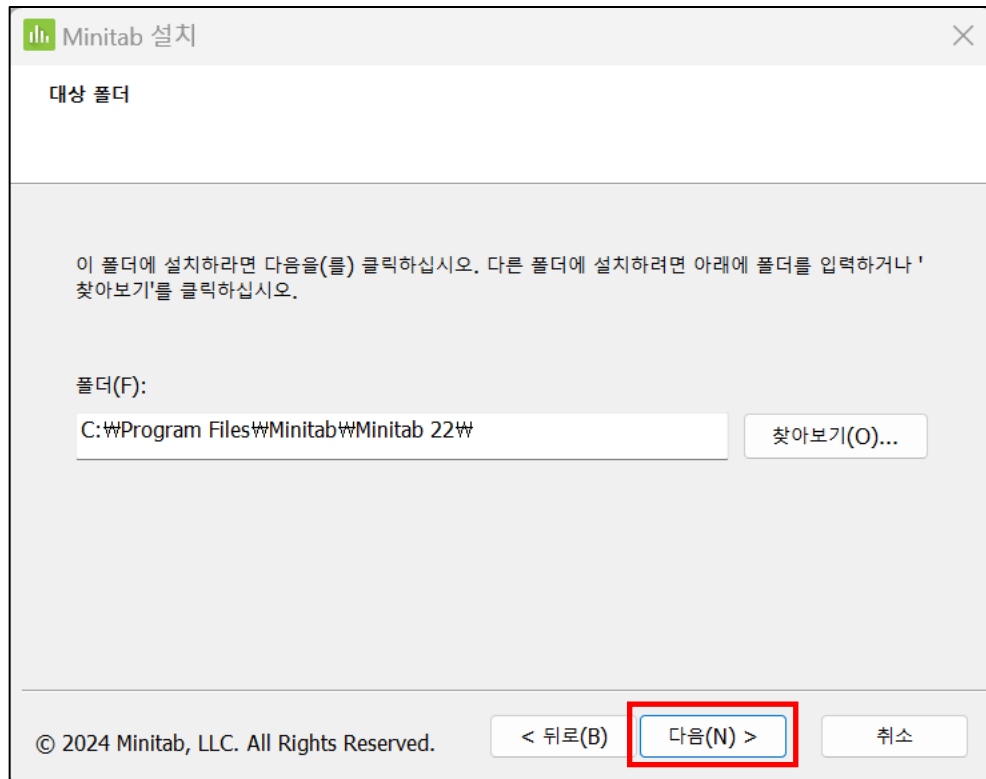 Minitab 설치
대상 폴더
이 폴더에 설치하라면 다음을(를) 클릭하십시오. 다른 폴더에 설치하려면 아래에 폴더를 입력하거나 '
찾아보기'를 클릭하십시오.
폴더(F):
C:₩Program Files₩Minitab₩Minitab 22₩
찾아보기(O)...
© 2024 Minitab, LLC. All Rights Reserved.
< 뒤로(B)
다음(N) >
취소